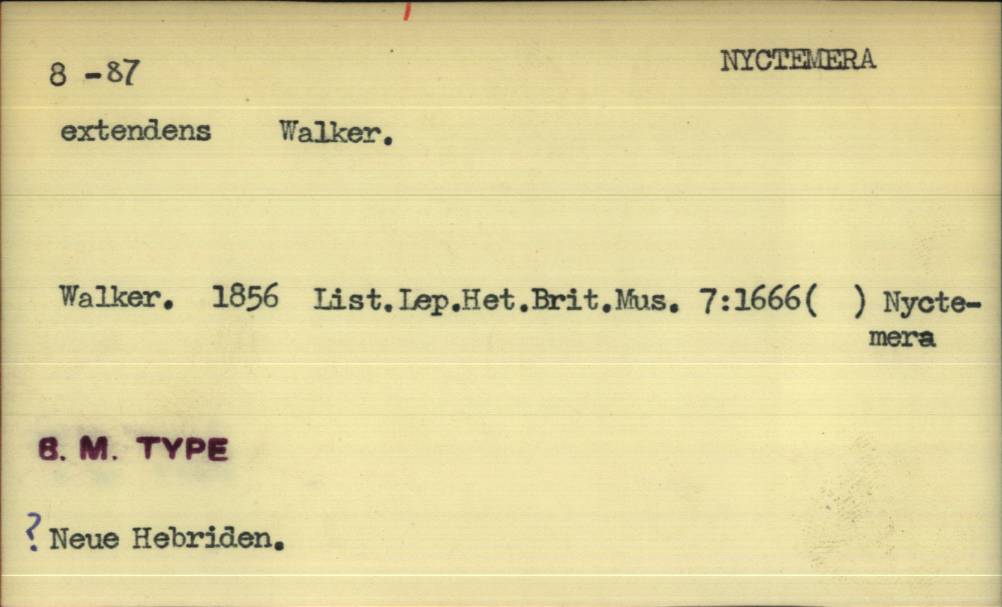 8 -87
NYCTEMERA
extendens Walker.
Walker. 1856 List.Lep.Het.Brit.Mus. 7:1666( ) Nycte-
mera
B. M. TYPE
? Neue Hebriden.